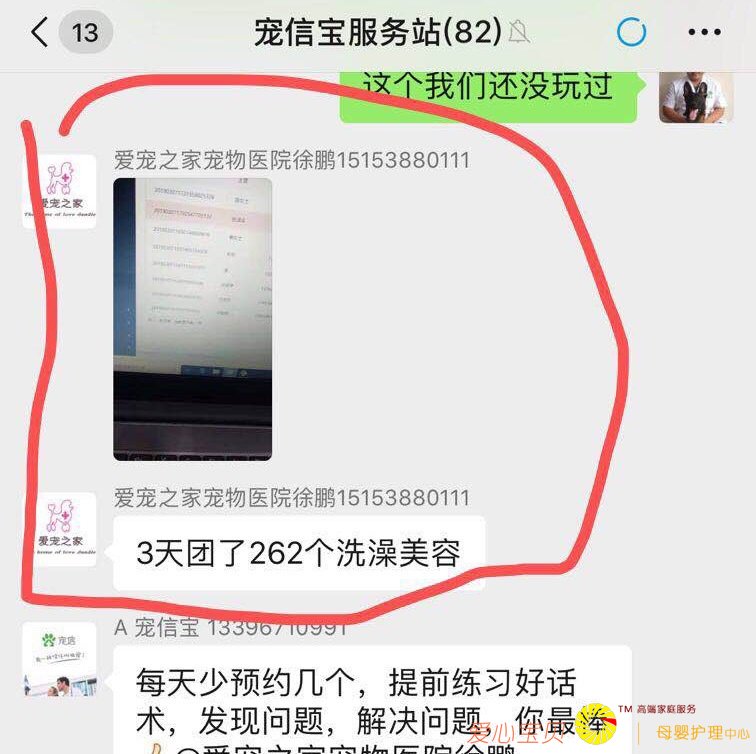 13
宠信宝服务站(82)
这个我们还没玩过
爱宠之家宠物医院徐鹏15153880111
爱宠之家
The home of love doodle
爱宠之家宠物医院徐鹏15153880111
爱宠之家
3天团了262个洗澡美容
A 宠信宝 13396710991
宠信
每天少预约几个，提前练习好话
术，发现问题，解决问题，你最棒
@爱宠之家宠物医院徐鹏
爱心宝贝
TM 高端家庭服务
母婴护理中心